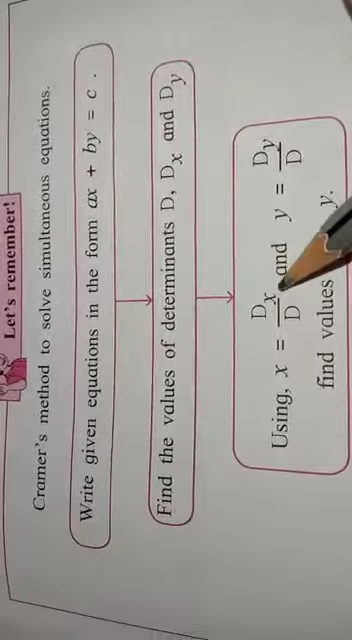 Let's remember!
Cramer's method to solve simultaneous equations.
Write given equations in the form ax + by = c .
Find the values of determinants D, Dx and Dy
Using, x = Dx/D and y = Dy/D
find values y.